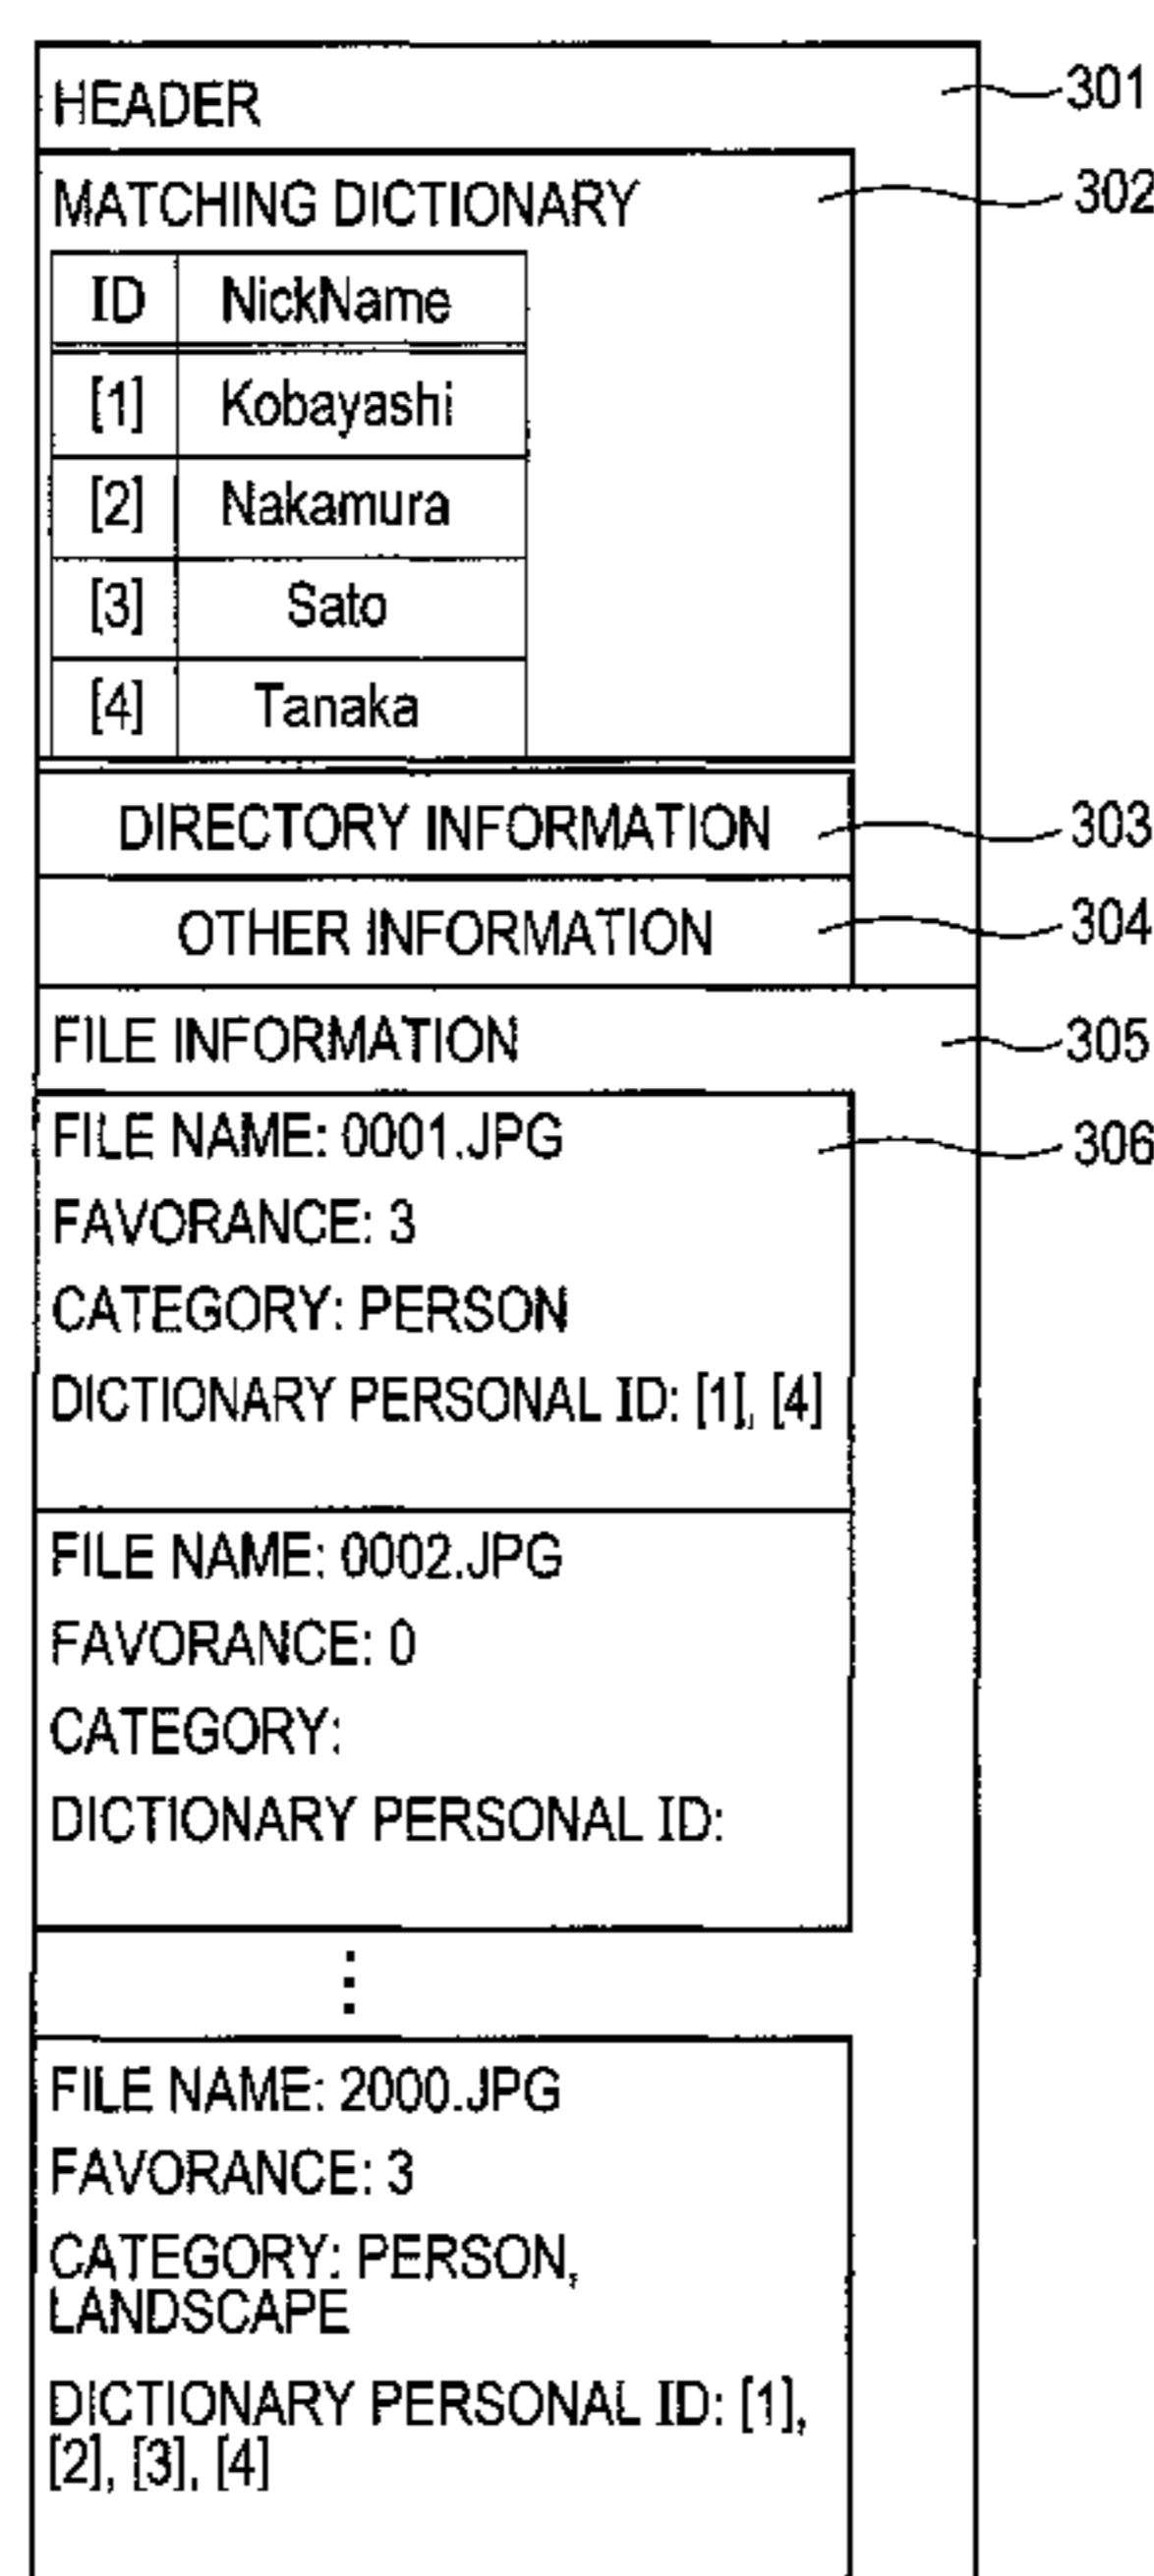 HEADER
301
MATCHING DICTIONARY
302
ID NickName
[1] Kobayashi
[2] Nakamura
[3] Sato
[4] Tanaka
DIRECTORY INFORMATION
303
OTHER INFORMATION
304
FILE INFORMATION
305
FILE NAME: 0001.JPG
306
FAVORANCE: 3
CATEGORY: PERSON
DICTIONARY PERSONAL ID: [1], [4]
FILE NAME: 0002.JPG
FAVORANCE: 0
CATEGORY:
DICTIONARY PERSONAL ID:
FILE NAME: 2000.JPG
FAVORANCE: 3
CATEGORY: PERSON,
LANDSCAPE
DICTIONARY PERSONAL ID: [1],
[2], [3], [4]